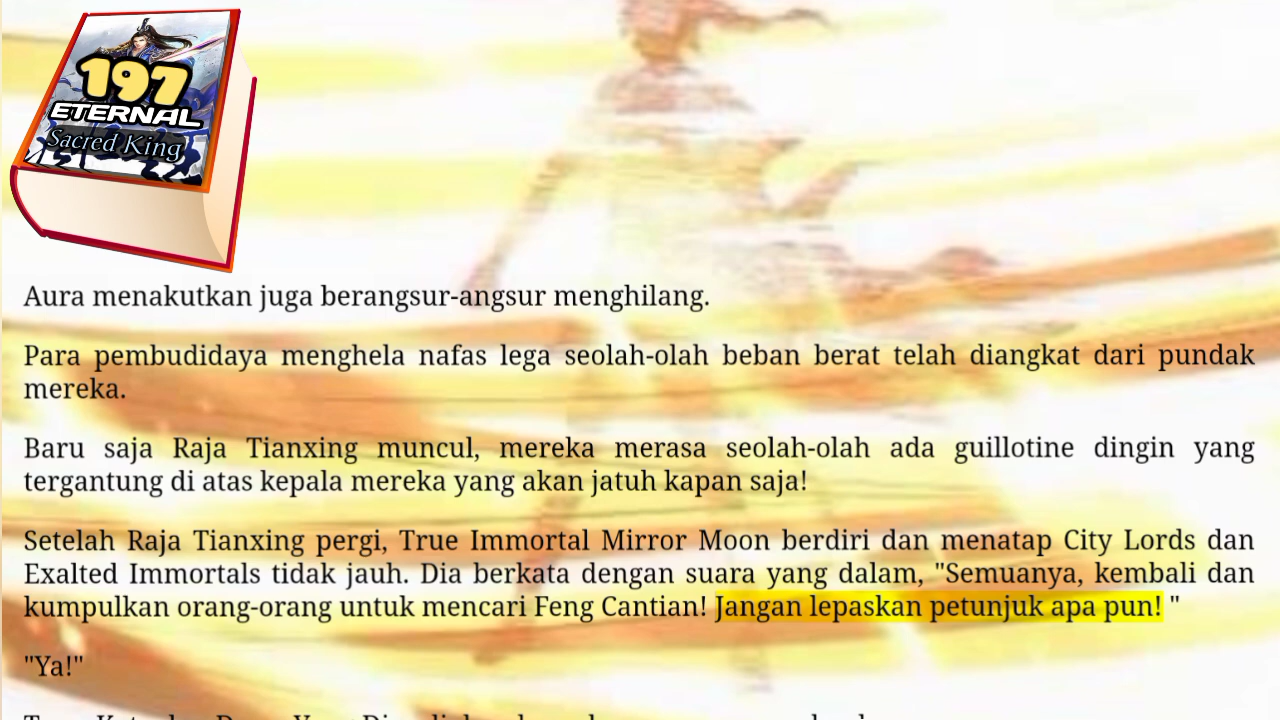 197
ETERNAL
Sacred King
Aura menakutkan juga berangsur-angsur menghilang.
Para pembudidaya menghela nafas lega seolah-olah beban berat telah diangkat dari pundak
mereka.
Baru saja Raja Tianxing muncul, mereka merasa seolah-olah ada guillotine dingin yang
tergantung di atas kepala mereka yang akan jatuh kapan saja!
Setelah Raja Tianxing pergi, True Immortal Mirror Moon berdiri dan menatap City Lords dan
Exalted Immortals tidak jauh. Dia berkata dengan suara yang dalam, "Semuanya, kembali dan
kumpulkan orang-orang untuk mencari Feng Cantian! Jangan lepaskan petunjuk apa pun! "
"Ya!"